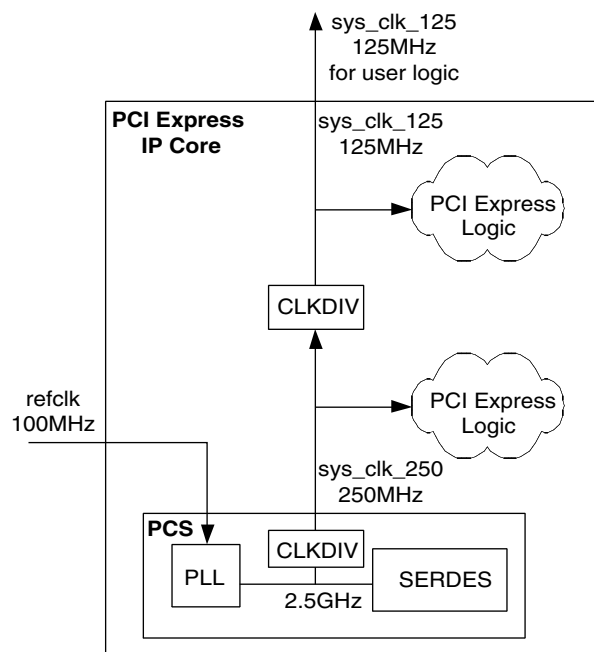 sys_clk_125
125MHz
for user logic
PCI Express
IP Core
sys_clk_125
125MHz
PCI Express
Logic
CLKDIV
refclk
100MHz
PCI Express
Logic
sys_clk_250
250MHz
PCS
CLKDIV
PLL
SERDES
2.5GHz